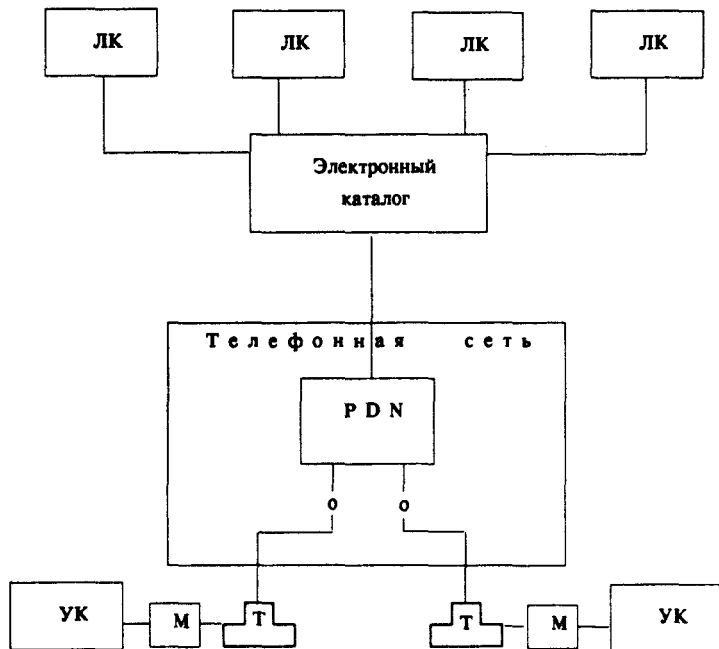 ЛК ЛК ЛК ЛК
Электронный
каталог
Телефонная сеть
PDN
о о
УК М Т Т М УК